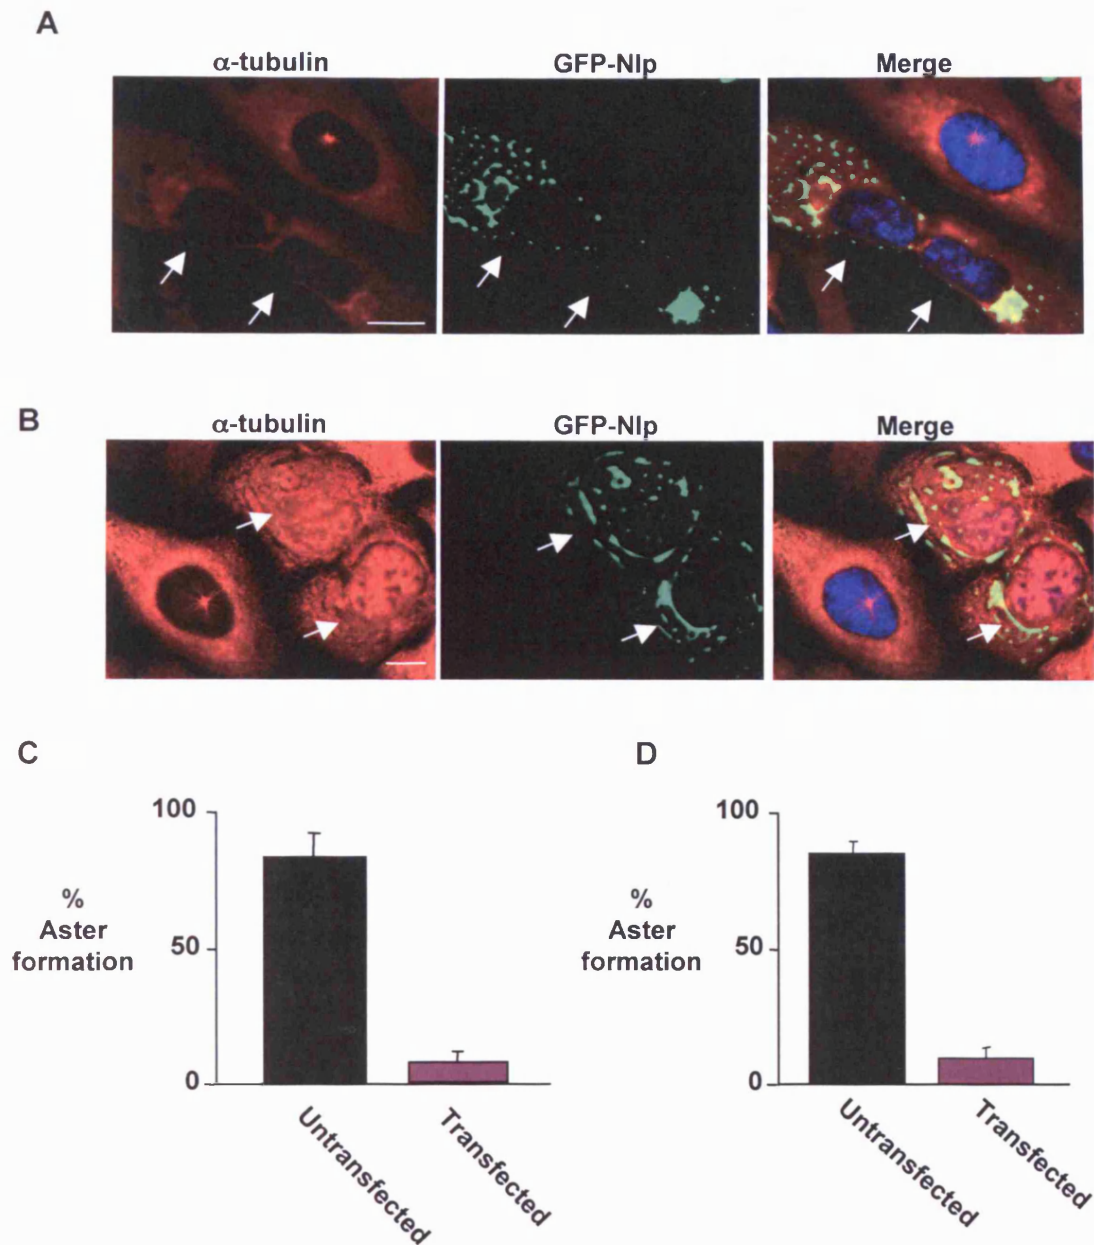 A
α-tubulin GFP-Nlp Merge
B
α-tubulin GFP-Nlp Merge
C D
100
50
0
%
Aster
formation
Untransfected
Transfected
100
50
0
%
Aster
formation
Untransfected
Transfected